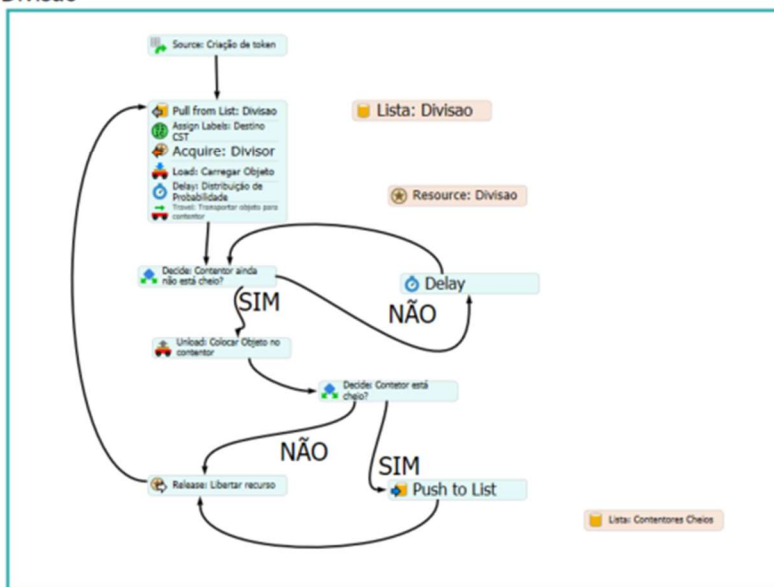 Divisão
Source: Criação de token
Pull from List: Divisao
Assign Labels: Destino
CST
Acquire: Divisor
Load: Carregar Objeto
Delay: Distribuição de
Probabilidade
Travel: Transportar objeto para
contentor
Lista: Divisao
Resource: Divisao
Decide: Contentor ainda
não está cheio?
Delay
SIM
NÃO
Unload: Colocar Objeto no
contentor
Decide: Contetor está
cheio?
NÃO
SIM
Release: Libertar recurso
Push to List
Lista: Contentores Cheios